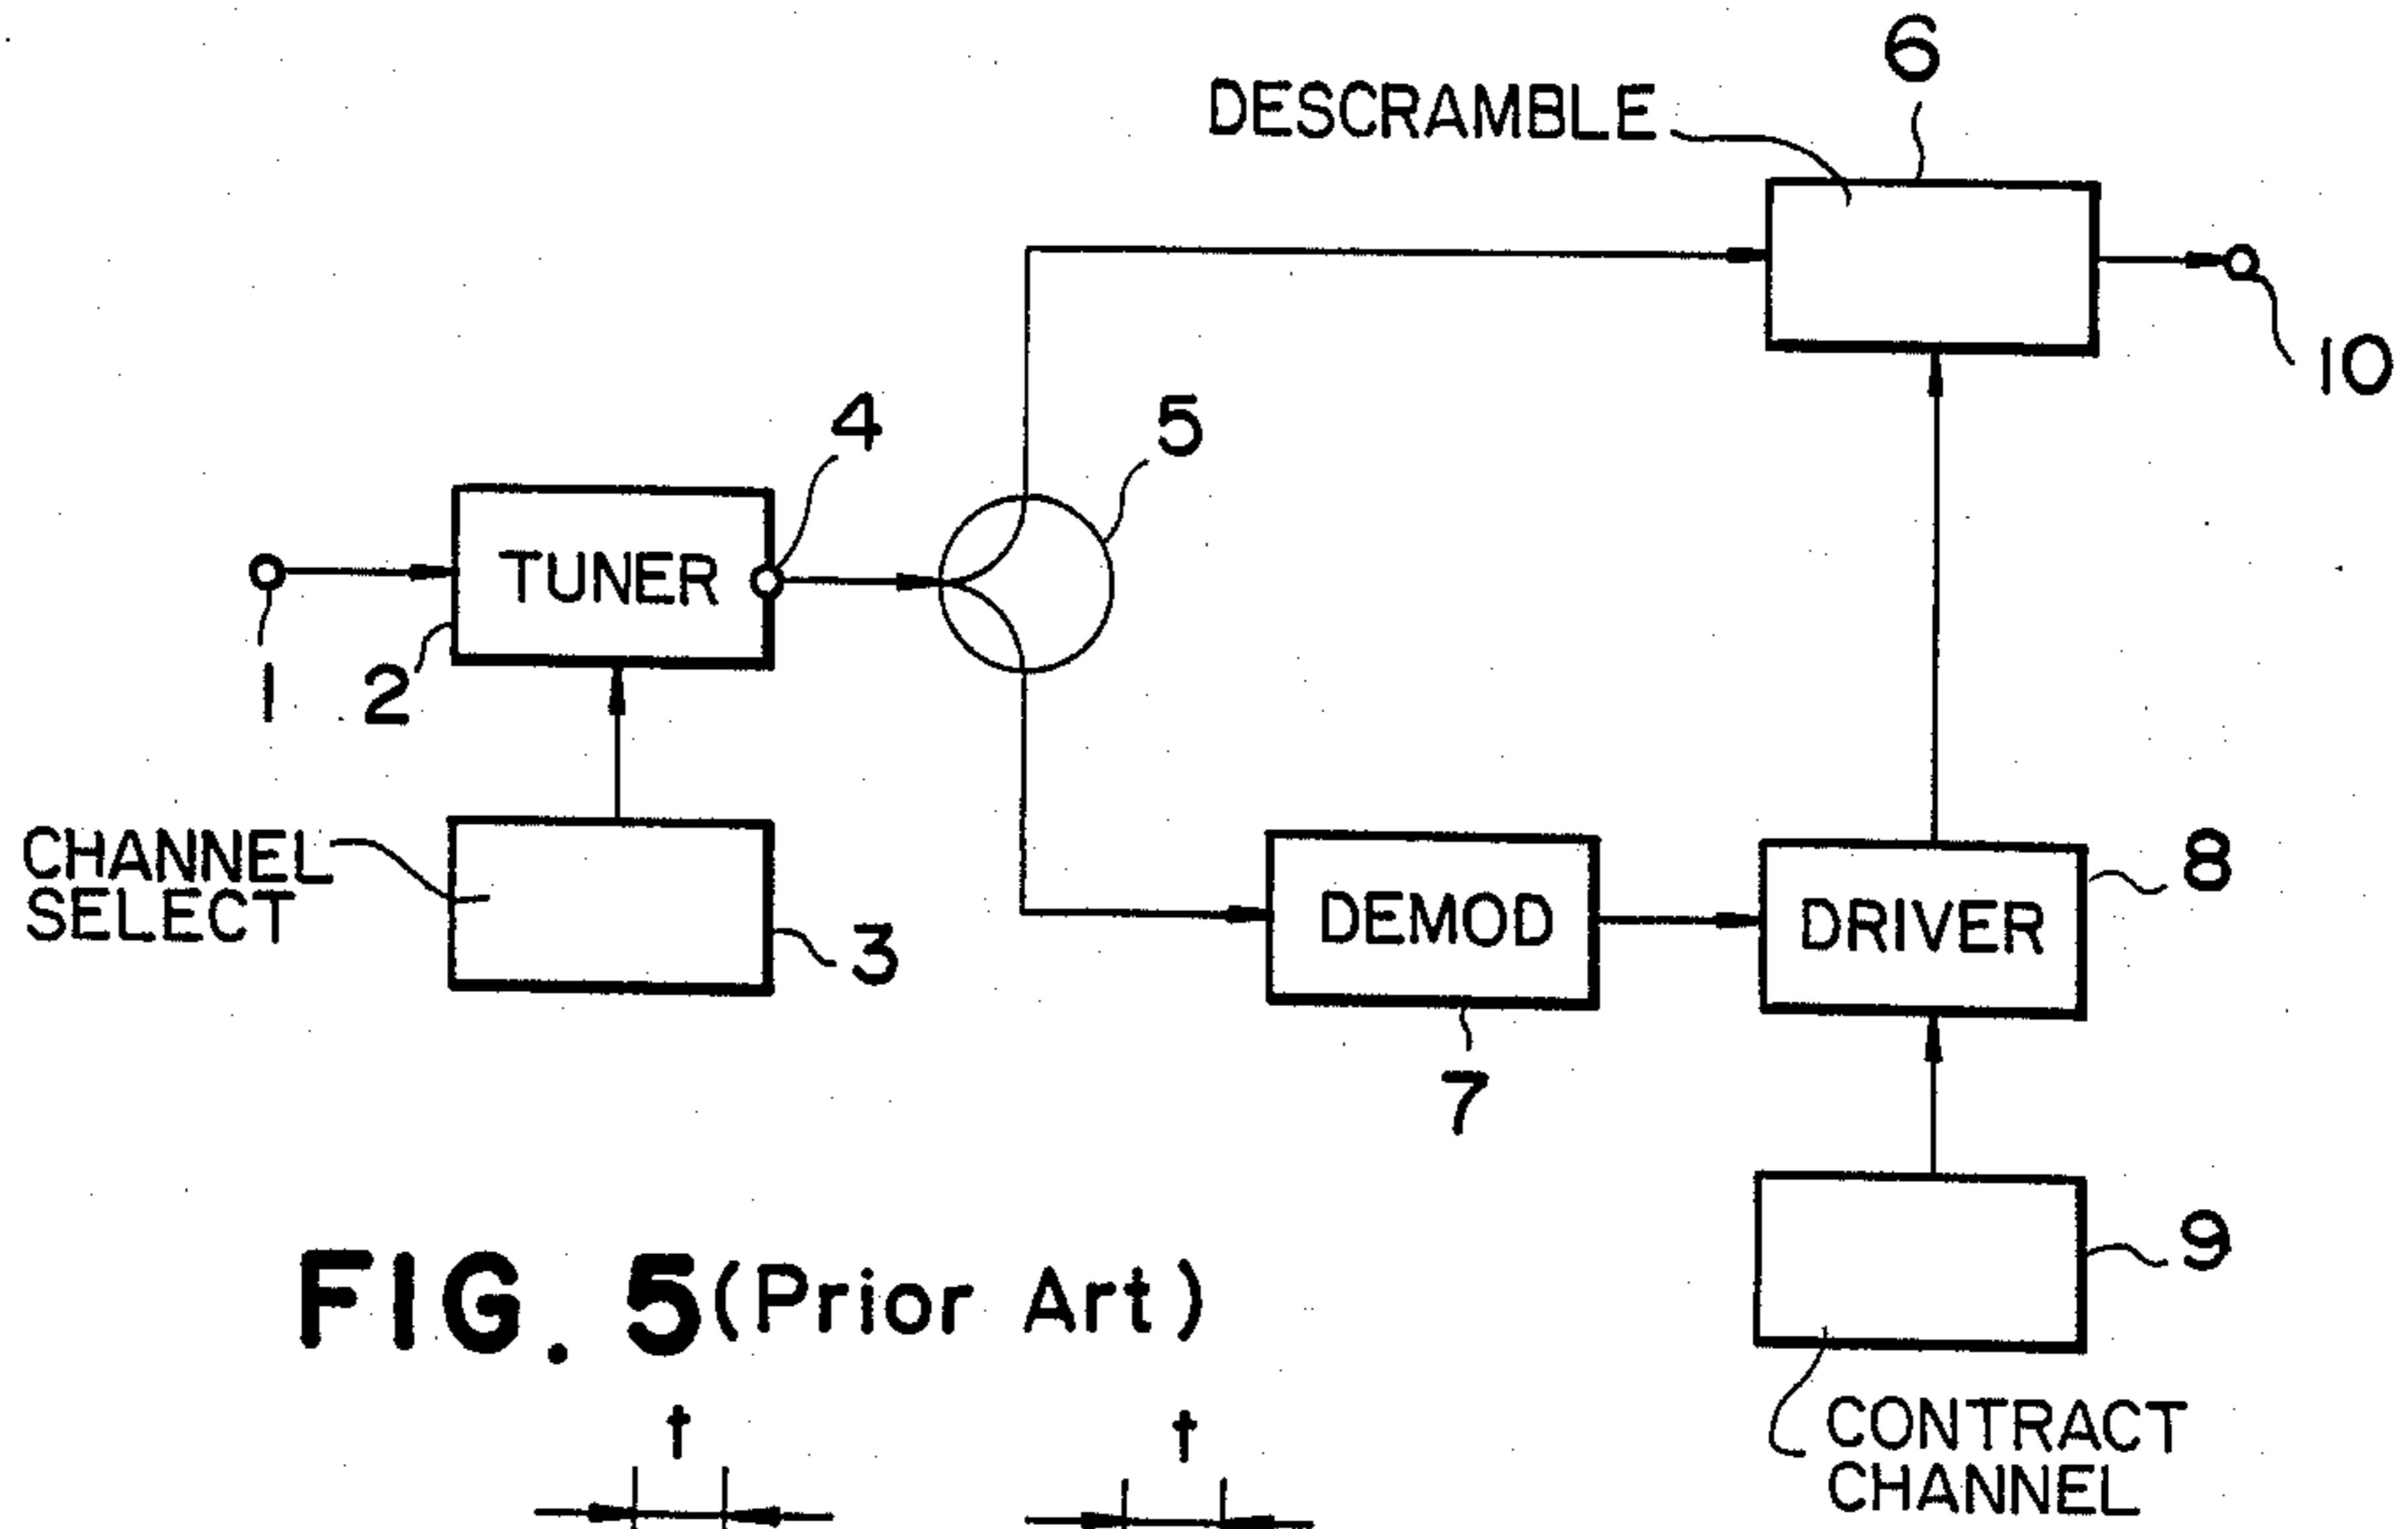 6
DESCRAMBLE
10
4
5
TUNER
1
2
CHANNEL
SELECT
3
DEMOD
7
DRIVER
8
9
FIG. 5 (Prior Art)
t
t
CONTRACT
CHANNEL